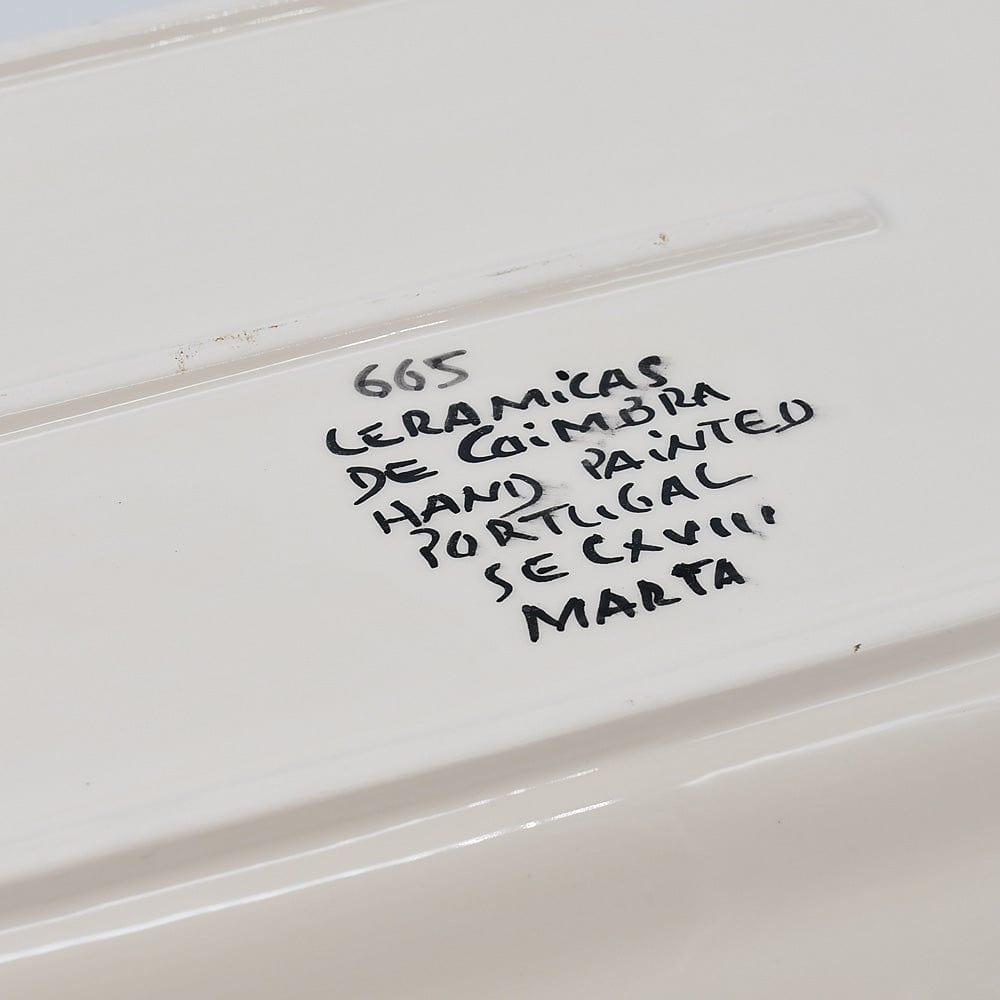 665
CERAMiCAS
DE COiMBRA
HAND PAiNTED
PORTUGAL
SEC XVIII
MARTA